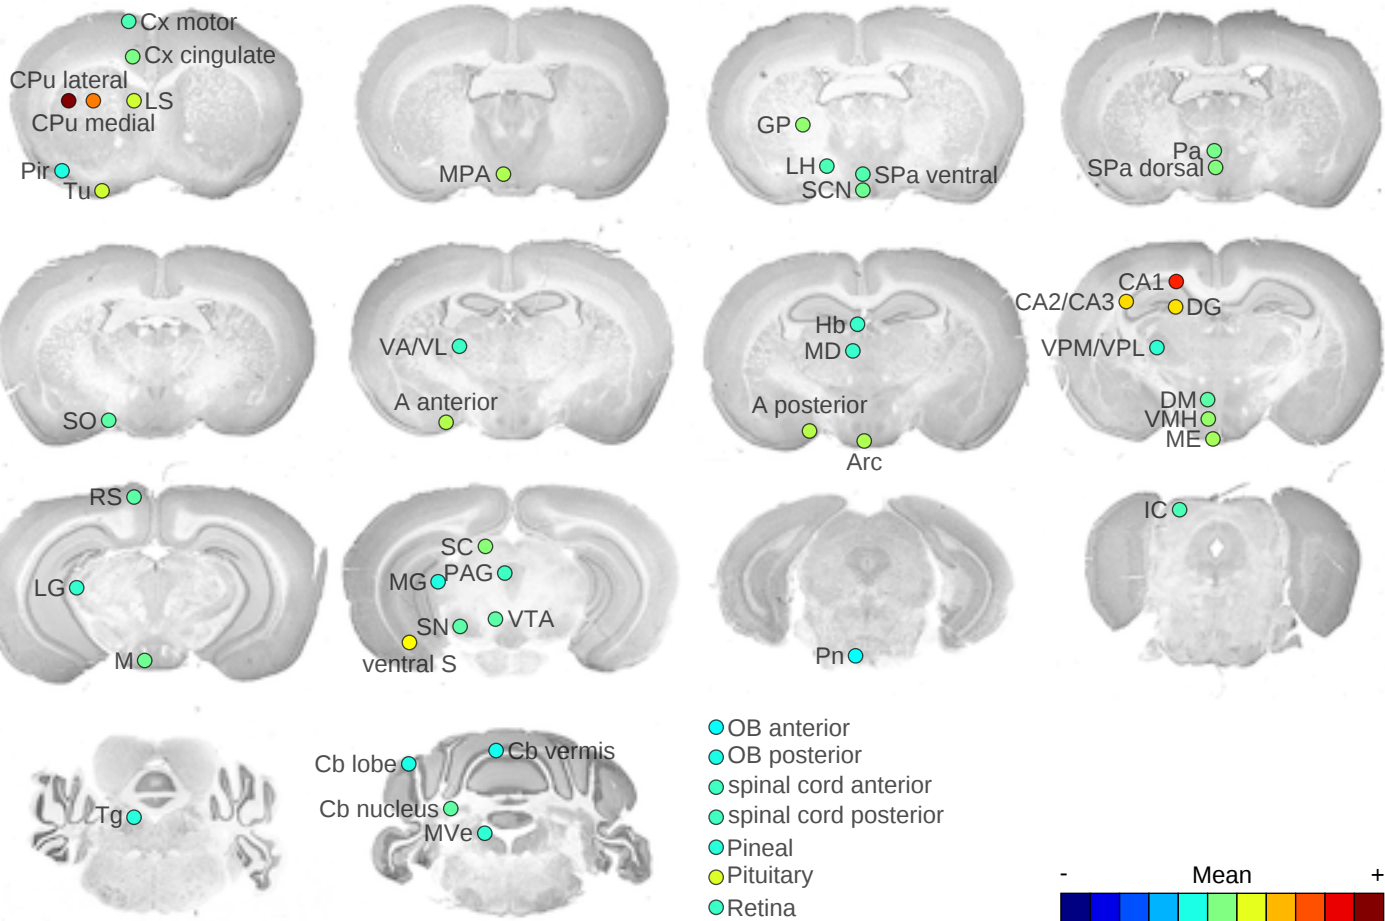 Cx motor
Cx cingulate
CPu lateral
LS
CPu medial
Pir
Tu
MPA
GP
LH
SPa ventral
SCN
Pa
SPa dorsal
SO
VA/VL
A anterior
Hb
MD
A posterior
Arc
CA1
CA2/CA3
DG
VPM/VPL
DM
VMH
ME
RS
LG
M
SC
PAG
MG
VTA
SN
ventral S
Pn
IC
Tg
Cb lobe
Cb vermis
Cb nucleus
MVe
OB anterior
OB posterior
spinal cord anterior
spinal cord posterior
Pineal
Pituitary
Retina
- Mean +